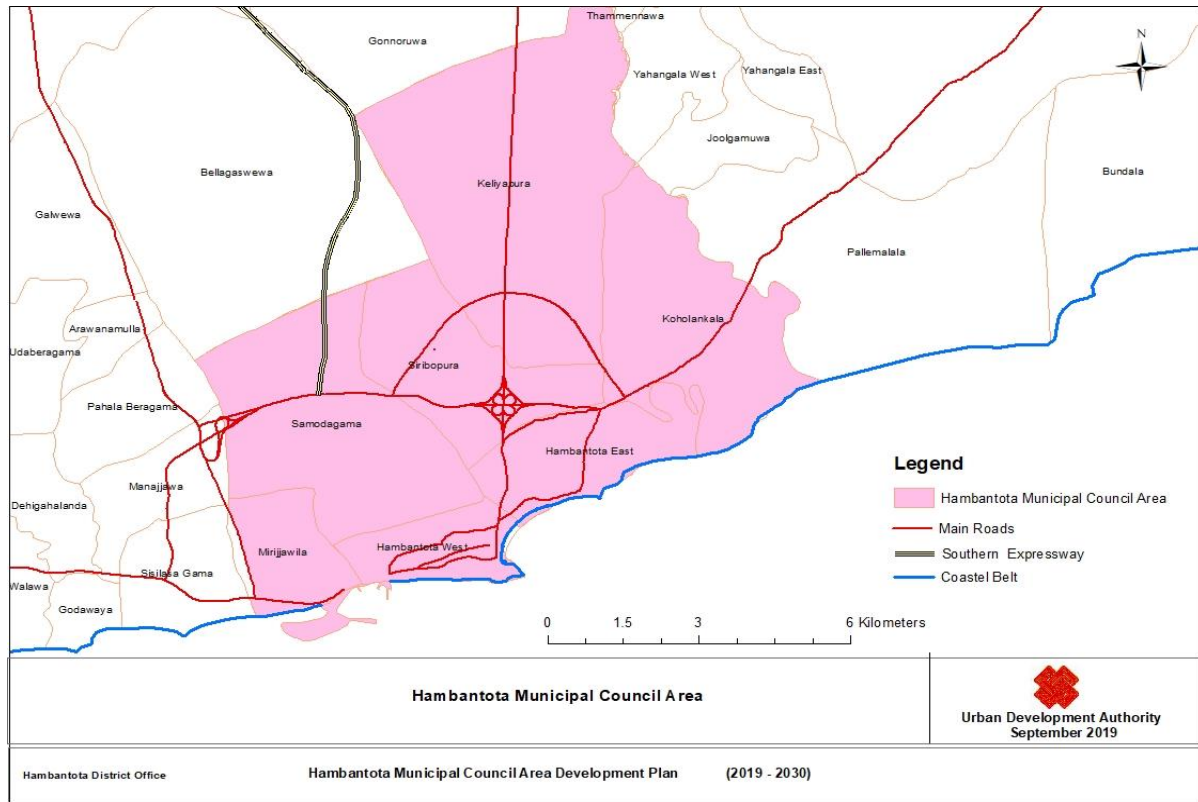 Thammennawa
Gonnoruwa
N
Yahangala West
Yahangala East
Joolgamuwa
Bellagaswewa
Bundala
Keliyapura
Galwewa
Pallemalala
Koholankala
Arawanamulla
Udaberagama
Siribopura
Pahala Beragama
Samodagama
Hambantota East
Legend
Manajjawa
Hambantota Municipal Council Area
Dehigahalanda
Main Roads
Mirijjawila
Hambantota West
Southern Expressway
Sisilasa Gama
Coastel Belt
Walawa
Godawaya
0 1.5 3 6 Kilometers
Hambantota Municipal Council Area
Urban Development Authority
September 2019
Hambantota District Office
Hambantota Municipal Council Area Development Plan (2019 - 2030)